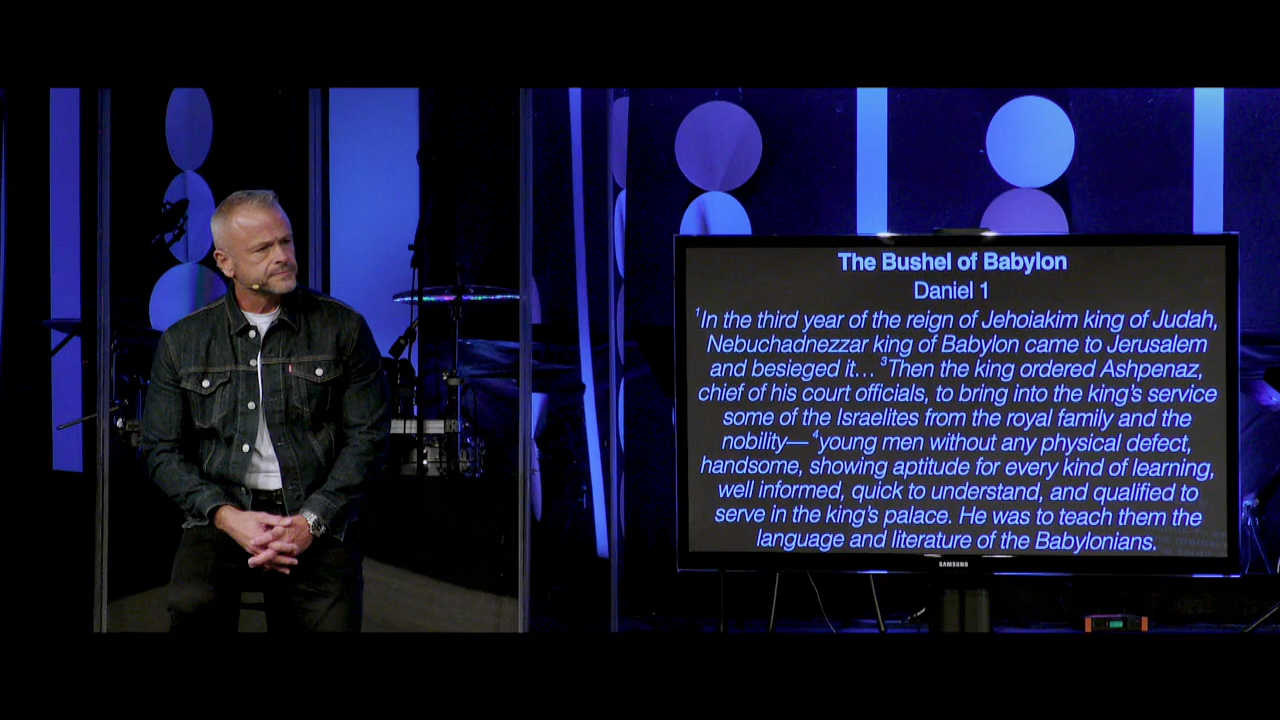 The Bushel of Babylon
Daniel 1
¹In the third year of the reign of Jehoiakim king of Judah,
Nebuchadnezzar king of Babylon came to Jerusalem
and besieged it… ³Then the king ordered Ashpenaz,
chief of his court officials, to bring into the king’s service
some of the Israelites from the royal family and the
nobility— ⁴young men without any physical defect,
handsome, showing aptitude for every kind of learning,
well informed, quick to understand, and qualified to
serve in the king’s palace. He was to teach them the
language and literature of the Babylonians.
SAMSUNG